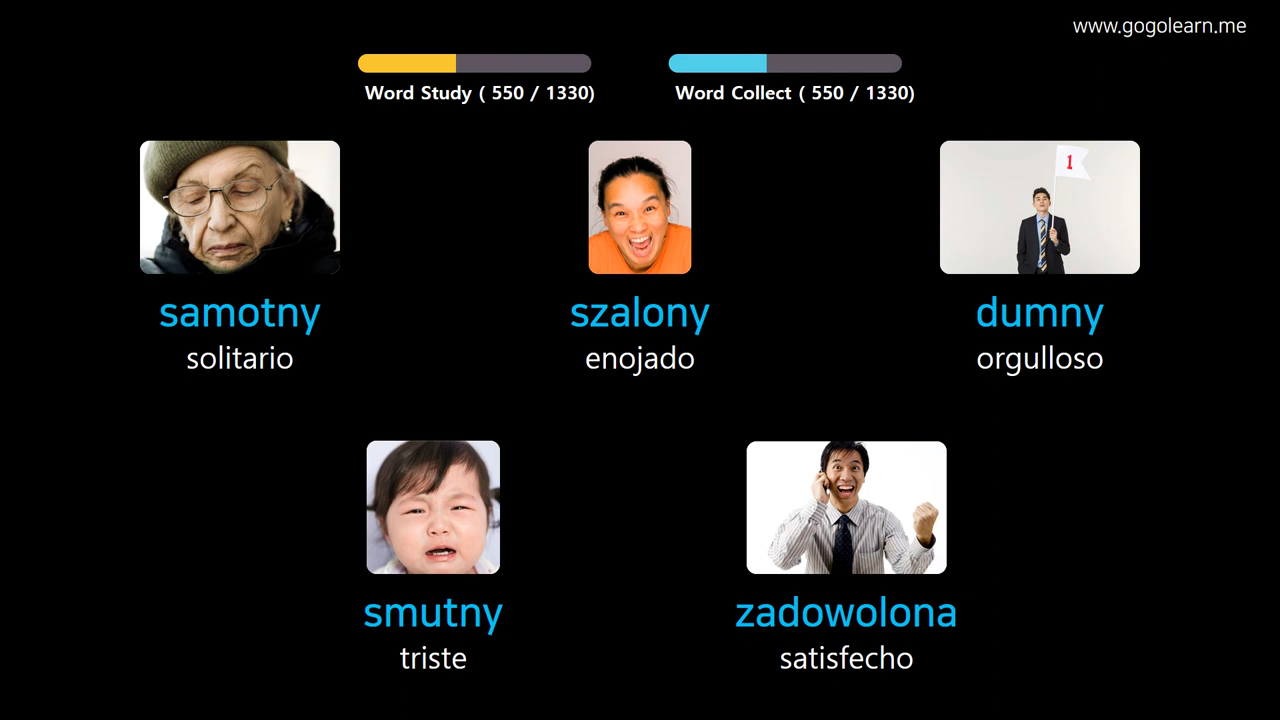 www.gogolearn.me
Word Study ( 550 / 1330)
Word Collect ( 550 / 1330)
1
samotny
solitario
szalony
enojado
dumny
orgulloso
smutny
triste
zadowolona
satisfecho